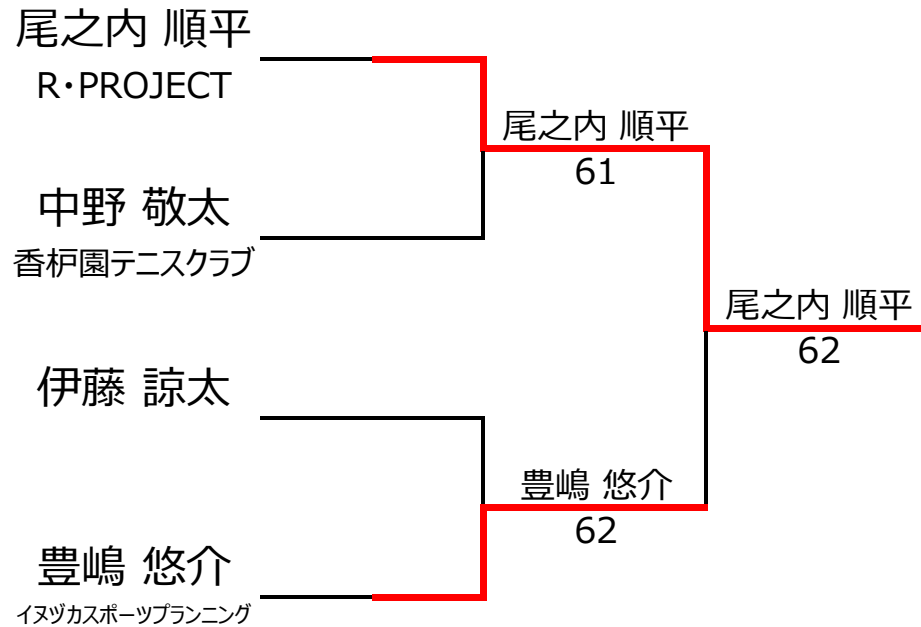 尾之内 順平
R・PROJECT
尾之内 順平
61
中野 敬太
香枦園テニスクラブ
尾之内 順平
62
伊藤 諒太
豊嶋 悠介
62
豊嶋 悠介
イヌヅカスポーツプランニング